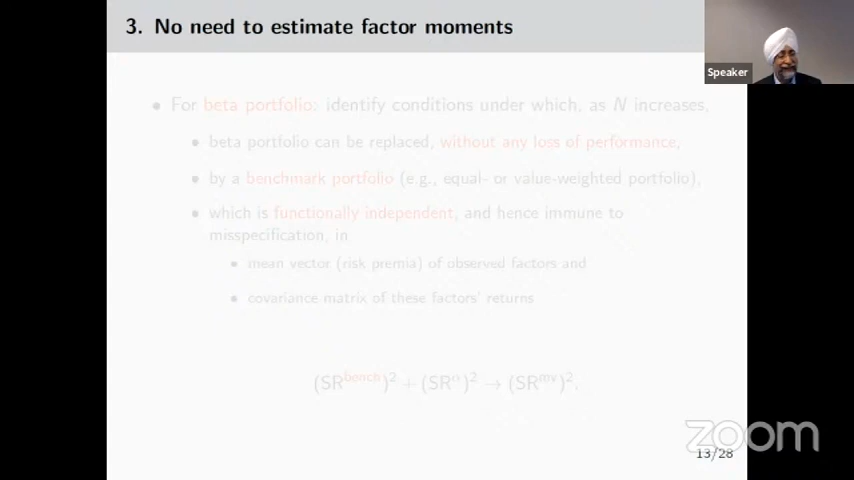 3. No need to estimate factor moments
Speaker
• For beta portfolio: identify conditions under which, as N increases,
• beta portfolio can be replaced, without any loss of performance,
• by a benchmark portfolio (e.g., equal- or value-weighted portfolio),
• which is functionally independent, and hence immune to
misspecification, in
▪ mean vector (risk premia) of observed factors and
▪ covariance matrix of these factors' returns
(SR^bench)² + (SR^α)² → (SR^mv)².
zoom
13/28